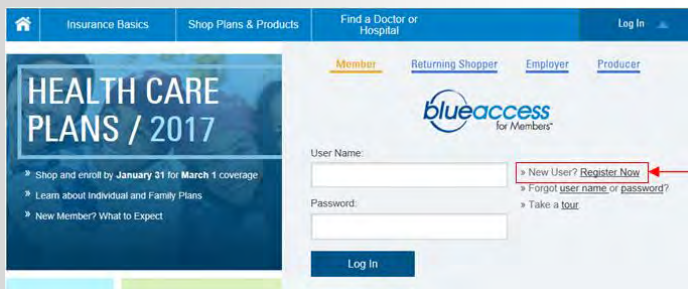 Insurance Basics
Shop Plans & Products
Find a Doctor or
Hospital
Log In
HEALTH CARE
PLANS / 2017
» Shop and enroll by January 31 for March 1 coverage
» Learn about Individual and Family Plans
» New Member? What to Expect
Member
Returning Shopper
Employer
Producer
blueaccess
for Members℠
User Name:
» New User? Register Now
» Forgot user name or password?
» Take a tour
Password:
Log In